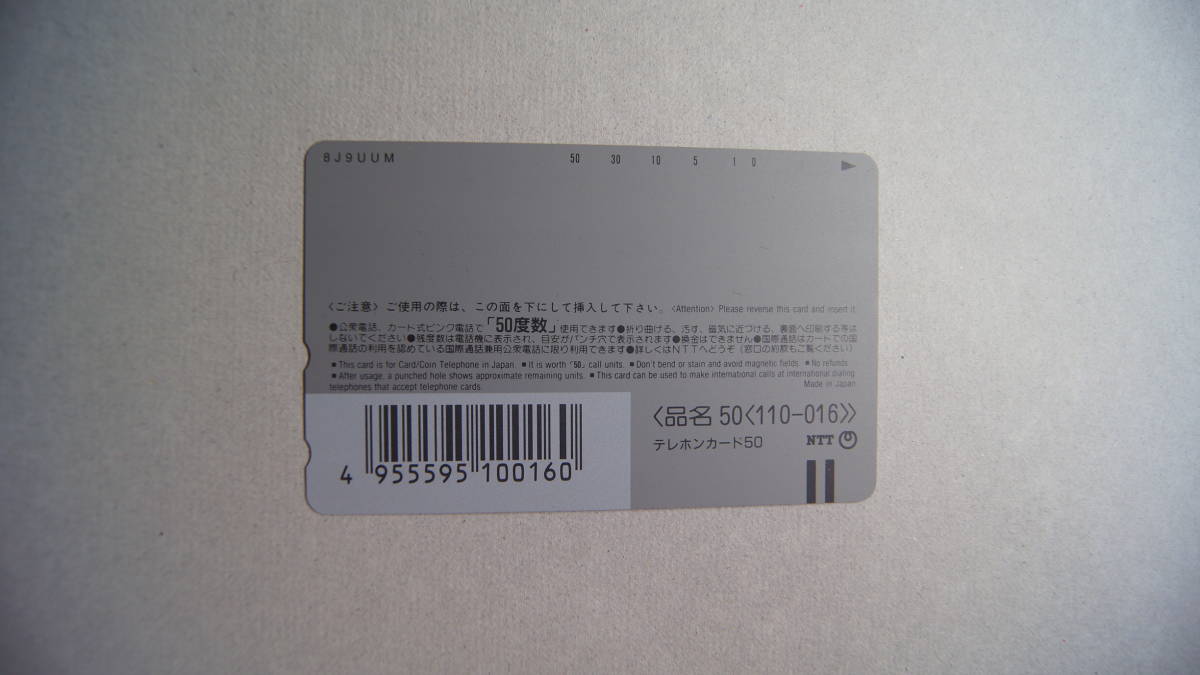 8J9UUM 50 30 10 5 1 0
〈ご注意〉ご使用の際は、この面を下にして挿入して下さい。〈Attention〉 Please reverse this card and insert it
●公衆電話、カード式ピンク電話で「50度数」使用できます●折り曲げる、汚す、磁気に近づける、裏面へ印刷する等は
しないでください●残度数は電話機に表示され、目安がパンチ穴で表示されます●換金はできません●国際通話はカードでの国
際通話の利用を認めている国際通話兼用公衆電話に限り利用できます●詳しくはNTTへどうぞ(窓口の約款もご覧ください)
■ This card is for Card/Coin Telephone in Japan. ■ It is worth「50」call units. ■ Don't bend or stain and avoid magnetic fields. ■ No refunds.
■ After usage, a punched hole shows approximate remaining units. ■ This card can be used to make international calls at international dialing
telephones that accept telephone cards. Made in Japan
〈品名 50〈110-016〉〉
テレホンカード50 NTT
4 955595 100160